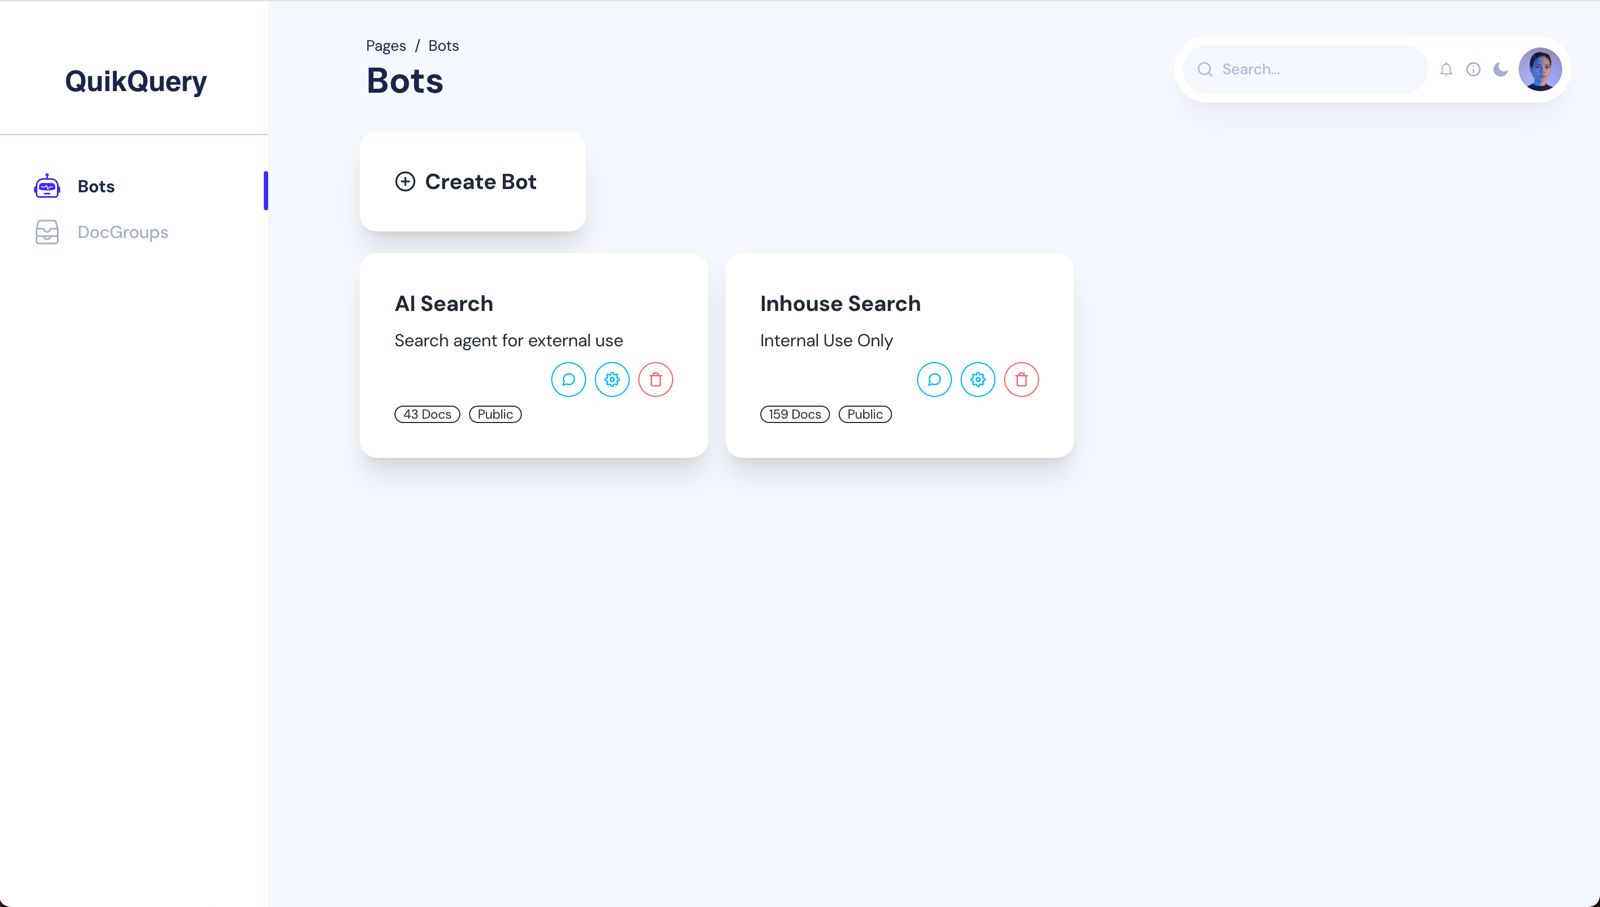 QuikQuery
Bots
DocGroups
Pages / Bots
Bots
Search...
Create Bot
AI Search
Search agent for external use
43 Docs
Public
Inhouse Search
Internal Use Only
159 Docs
Public